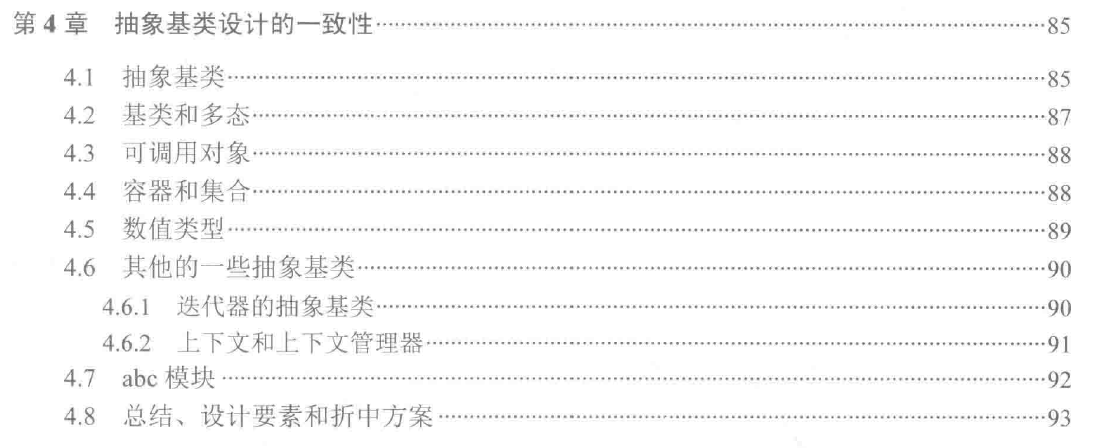 第 4 章 抽象基类设计的一致性……85
4.1 抽象基类……85
4.2 基类和多态……87
4.3 可调用对象……88
4.4 容器和集合……88
4.5 数值类型……89
4.6 其他的一些抽象基类……90
4.6.1 迭代器的抽象基类……90
4.6.2 上下文和上下文管理器……91
4.7 abc 模块……92
4.8 总结、设计要素和折中方案……93